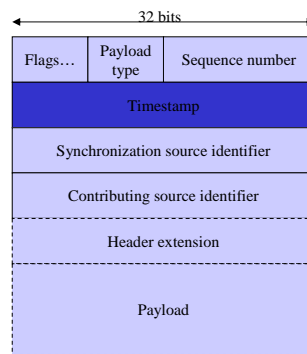 32 bits
Flags…
Payload
type
Sequence number
Timestamp
Synchronization source identifier
Contributing source identifier
Header extension
Payload